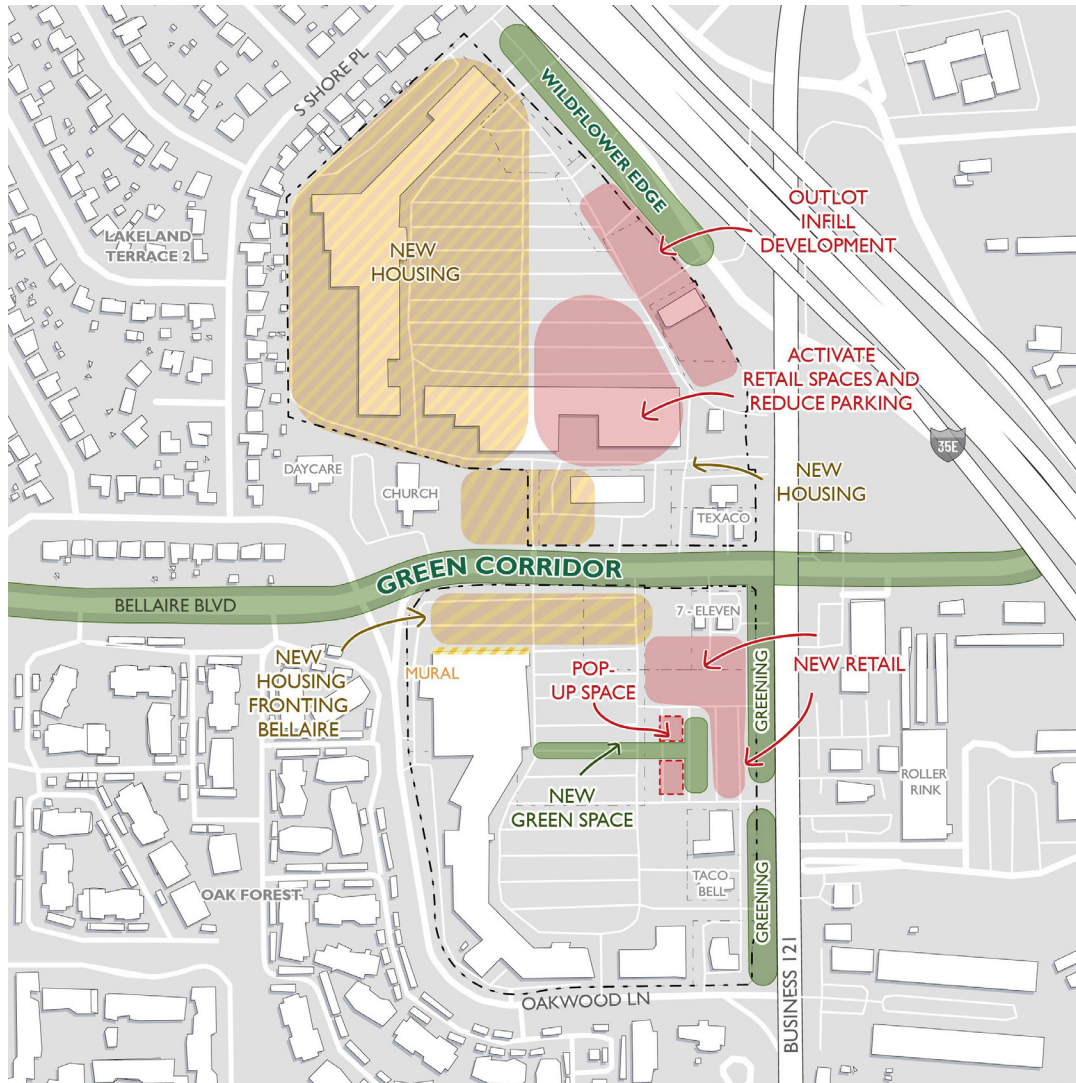 S SHORE PL
WILDFLOWER EDGE
OUTLOT
INFILL
DEVELOPMENT
LAKELAND
TERRACE 2
NEW
HOUSING
ACTIVATE
RETAIL SPACES AND
REDUCE PARKING
35E
DAYCARE
CHURCH
NEW
HOUSING
TEXACO
GREEN CORRIDOR
BELLAIRE BLVD
7 - ELEVEN
NEW
HOUSING
FRONTING
BELLAIRE
MURAL
POP-
UP SPACE
GREENING
NEW RETAIL
NEW
GREEN SPACE
ROLLER
RINK
OAK FOREST
TACO
BELL
GREENING
OAKWOOD LN
BUSINESS 121